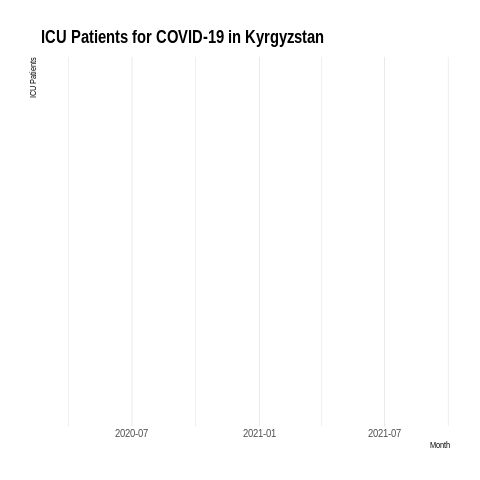 ICU Patients for COVID-19 in Kyrgyzstan
ICU Patients
2020-07
2021-01
2021-07
Month